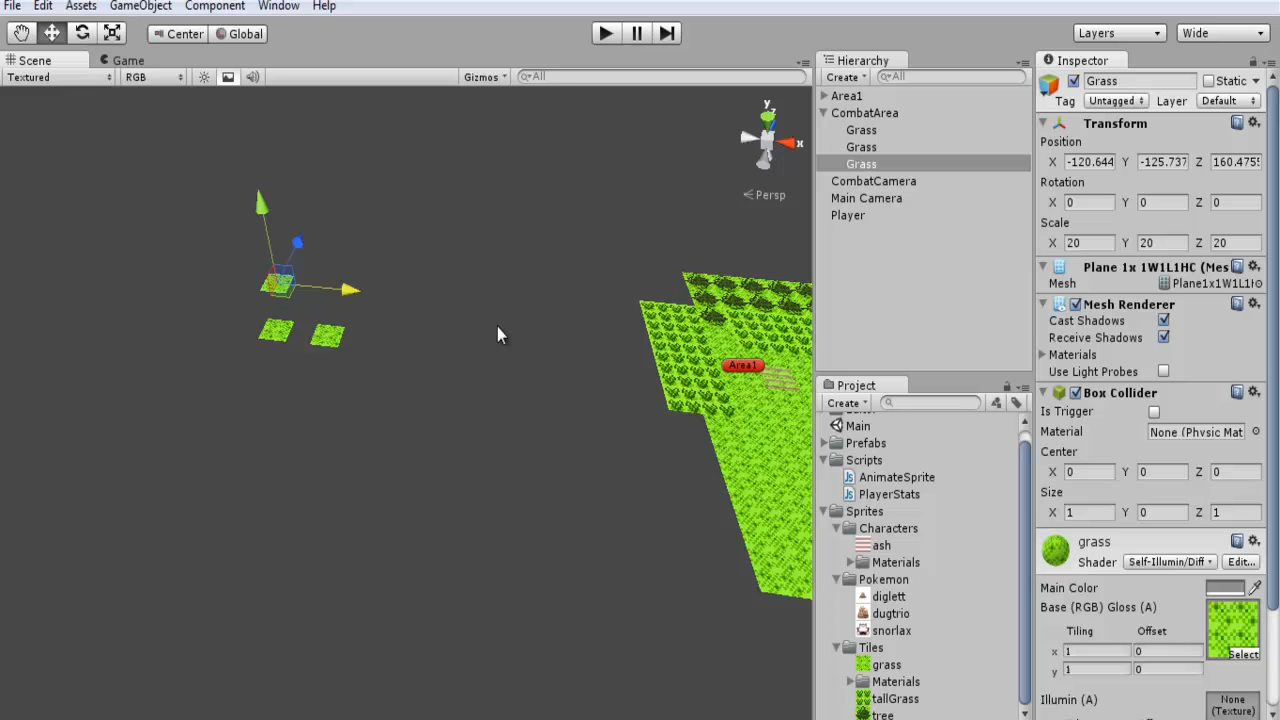 File Edit Assets GameObject Component Window Help
Center Global Layers Wide
Scene Game
Textured RGB Gizmos All
y
z
x
Persp
Area1
Hierarchy
Create All
Area1
CombatArea
Grass
Grass
Grass
CombatCamera
Main Camera
Player
Project
Create
Main
Prefabs
Scripts
AnimateSprite
PlayerStats
Sprites
Characters
ash
Materials
Pokemon
diglett
dugtrio
snorlax
Tiles
grass
Materials
tallGrass
tree
Inspector
Grass Static
Tag Untagged Layer Default
Transform
Position
X -120.644 Y -125.737 Z 160.475
Rotation
X 0 Y 0 Z 0
Scale
X 20 Y 20 Z 20
Plane 1x 1W1L1HC (Mes
Mesh Plane1x1W1L1H
Mesh Renderer
Cast Shadows
Receive Shadows
Materials
Use Light Probes
Box Collider
Is Trigger
Material None (Physic Mat
Center
X 0 Y 0 Z 0
Size
X 1 Y 0 Z 1
grass
Shader Self-Illumin/Diff Edit...
Main Color
Base (RGB) Gloss (A)
Tiling Offset
x 1 0
y 1 0
Select
Illumin (A) None
(Texture)